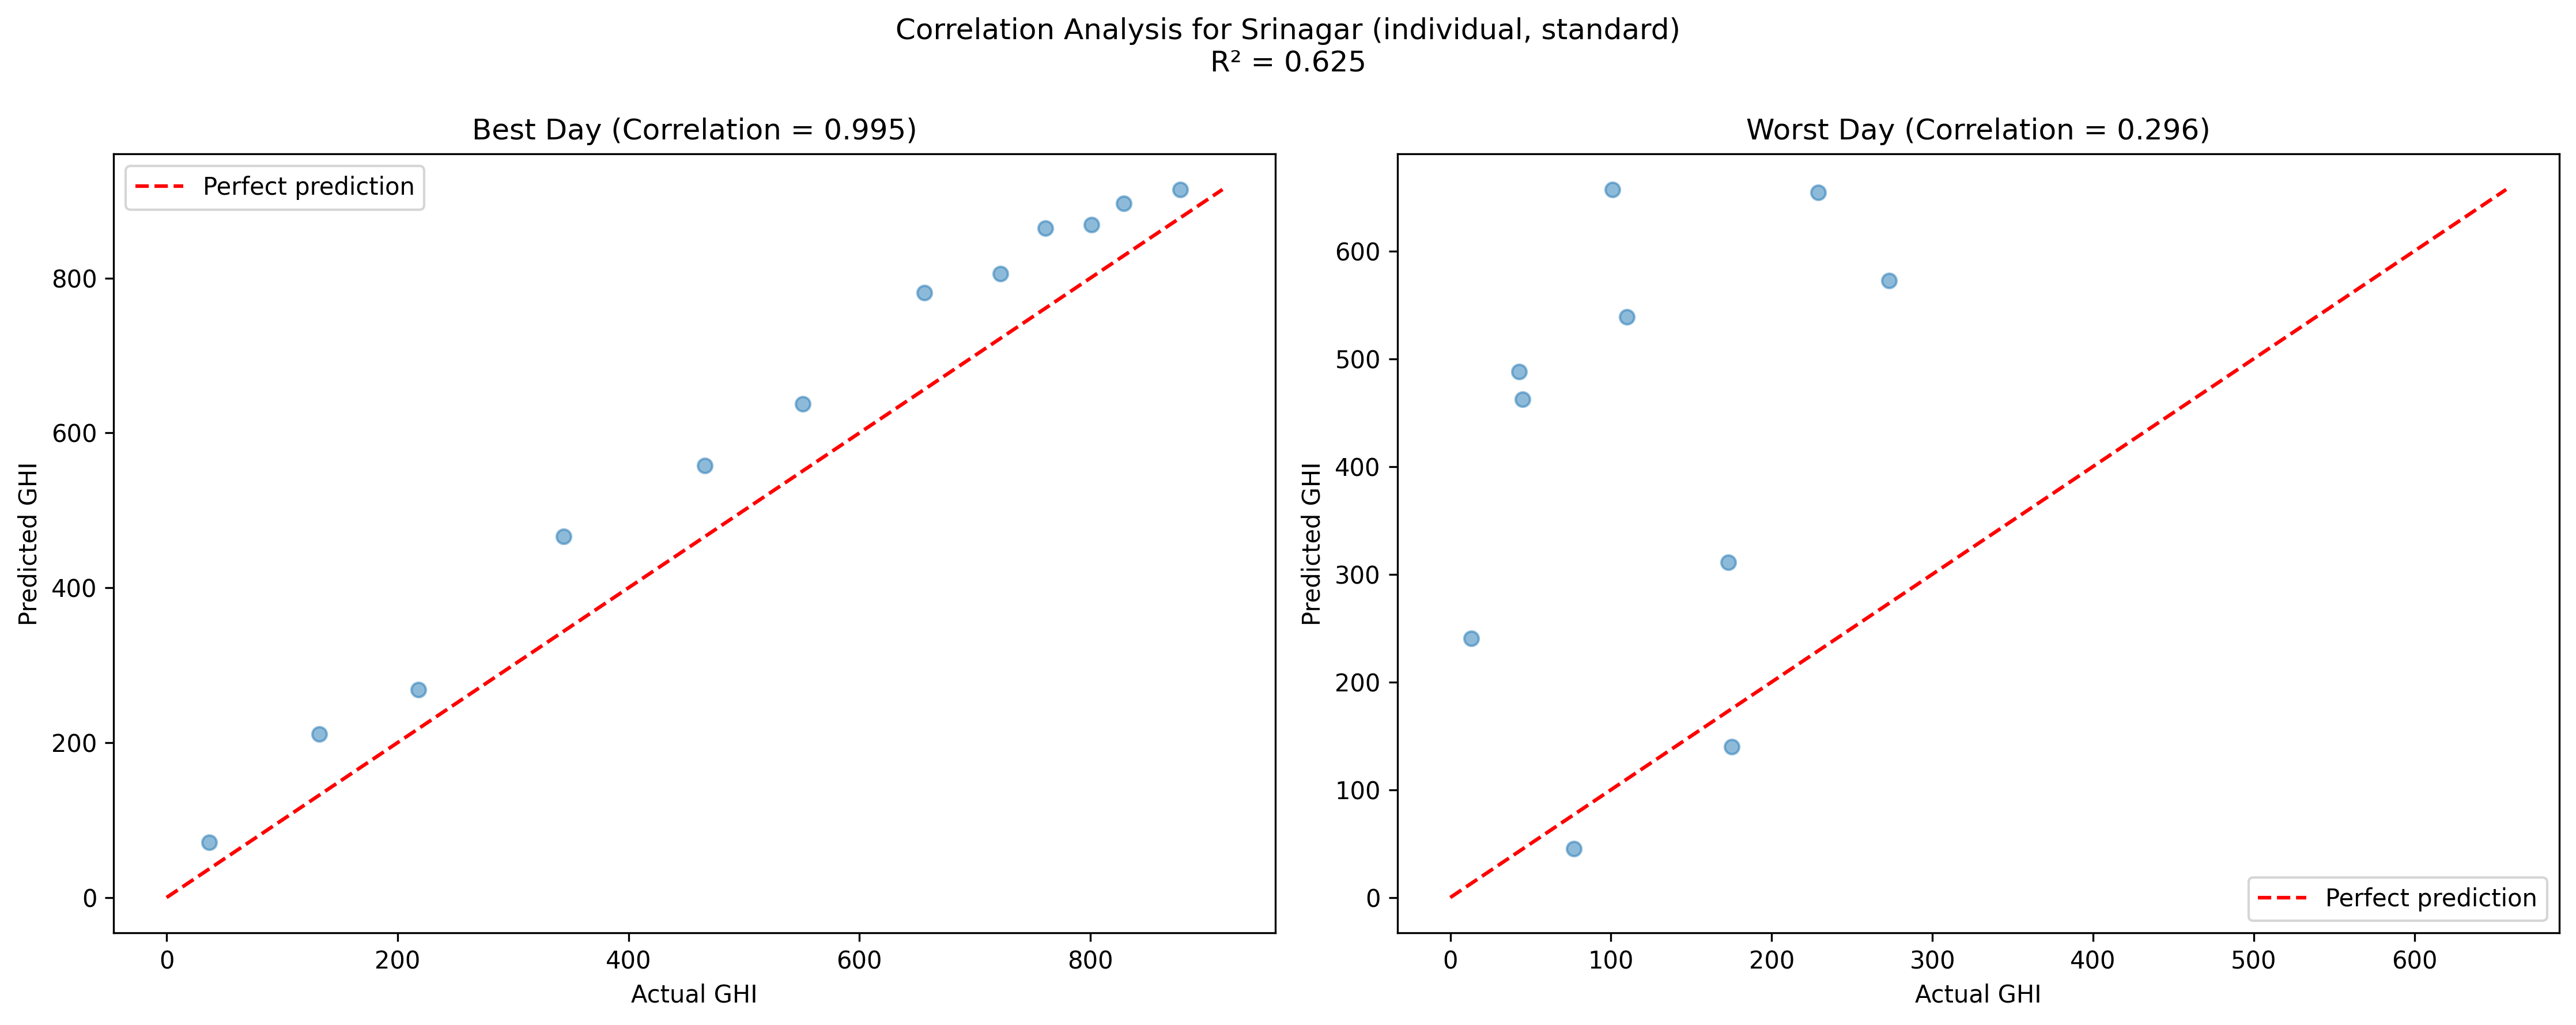 Correlation Analysis for Srinagar (individual, standard)
R² = 0.625
Best Day (Correlation = 0.995)
Perfect prediction
Predicted GHI
800
600
400
200
0
0 200 400 600 800
Actual GHI
Worst Day (Correlation = 0.296)
Predicted GHI
600
500
400
300
200
100
0
Perfect prediction
0 100 200 300 400 500 600
Actual GHI